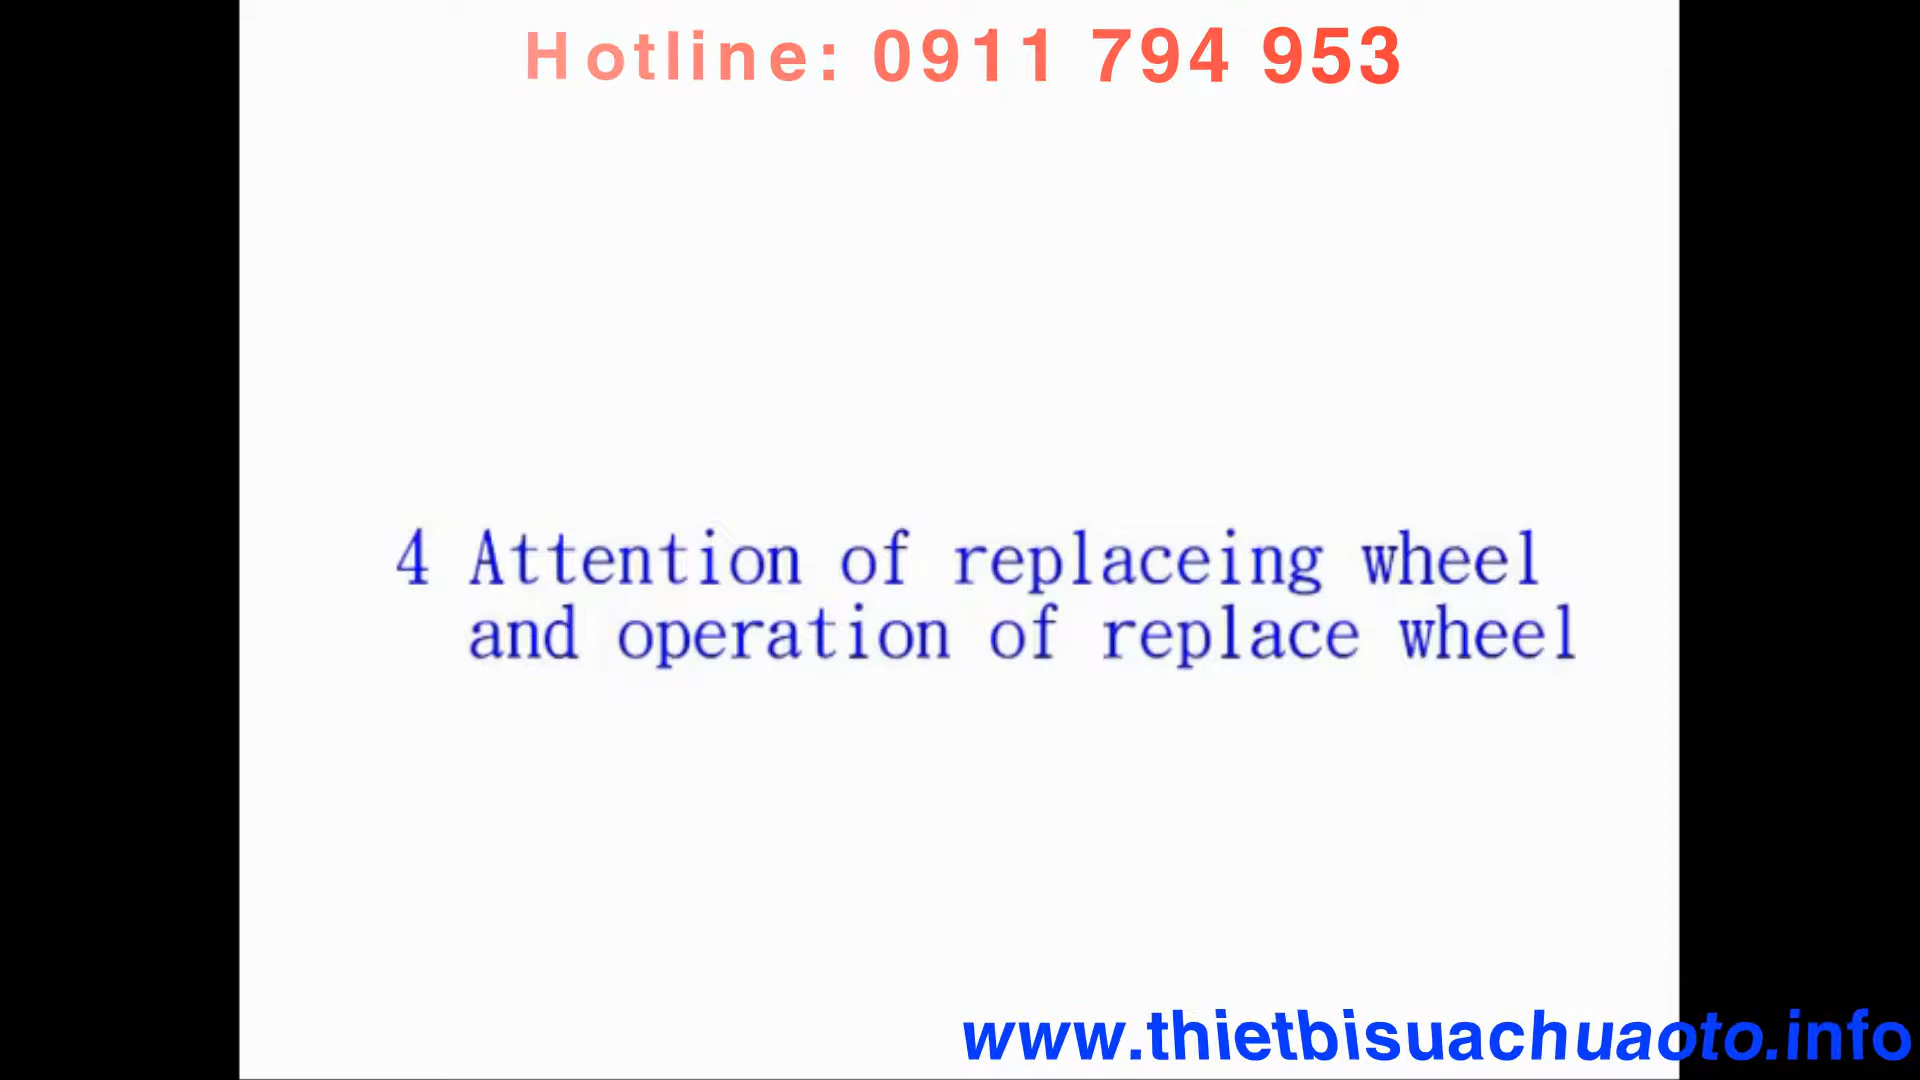 Hotline: 0911 794 953
4 Attention of replaceing wheel
and operation of replace wheel
www.thietbisuachuaoto.info